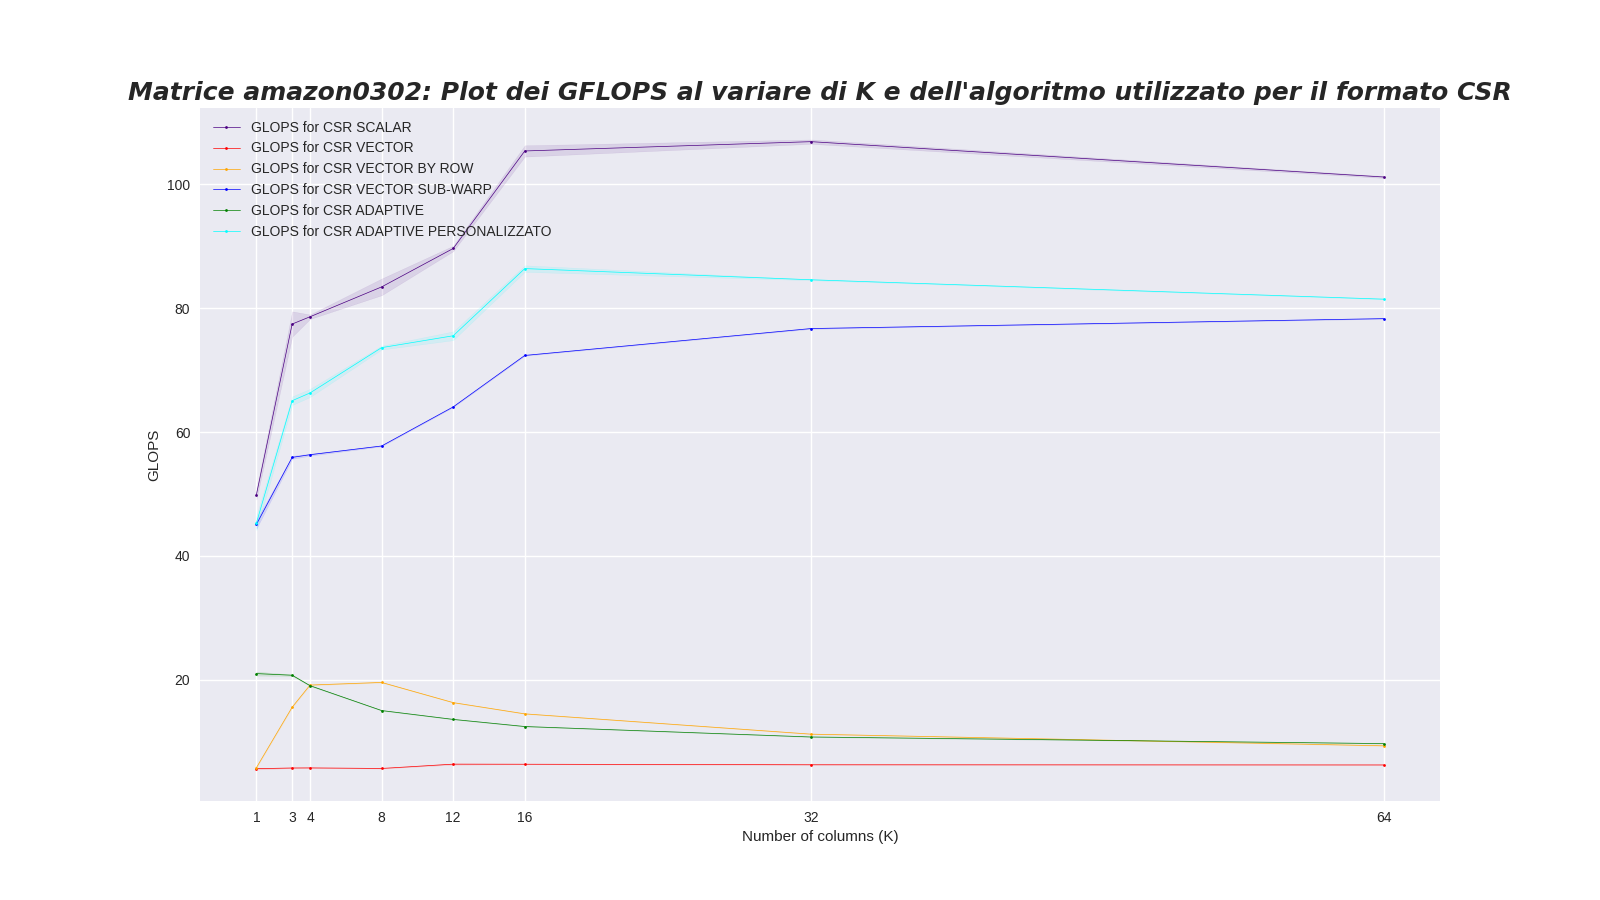 Matrice amazon0302: Plot dei GFLOPS al variare di K e dell'algoritmo utilizzato per il formato CSR
GLOPS for CSR SCALAR
GLOPS for CSR VECTOR
GLOPS for CSR VECTOR BY ROW
GLOPS for CSR VECTOR SUB-WARP
GLOPS for CSR ADAPTIVE
GLOPS for CSR ADAPTIVE PERSONALIZZATO
100
80
60
40
20
GLOPS
1 3 4 8 12 16 32 64
Number of columns (K)